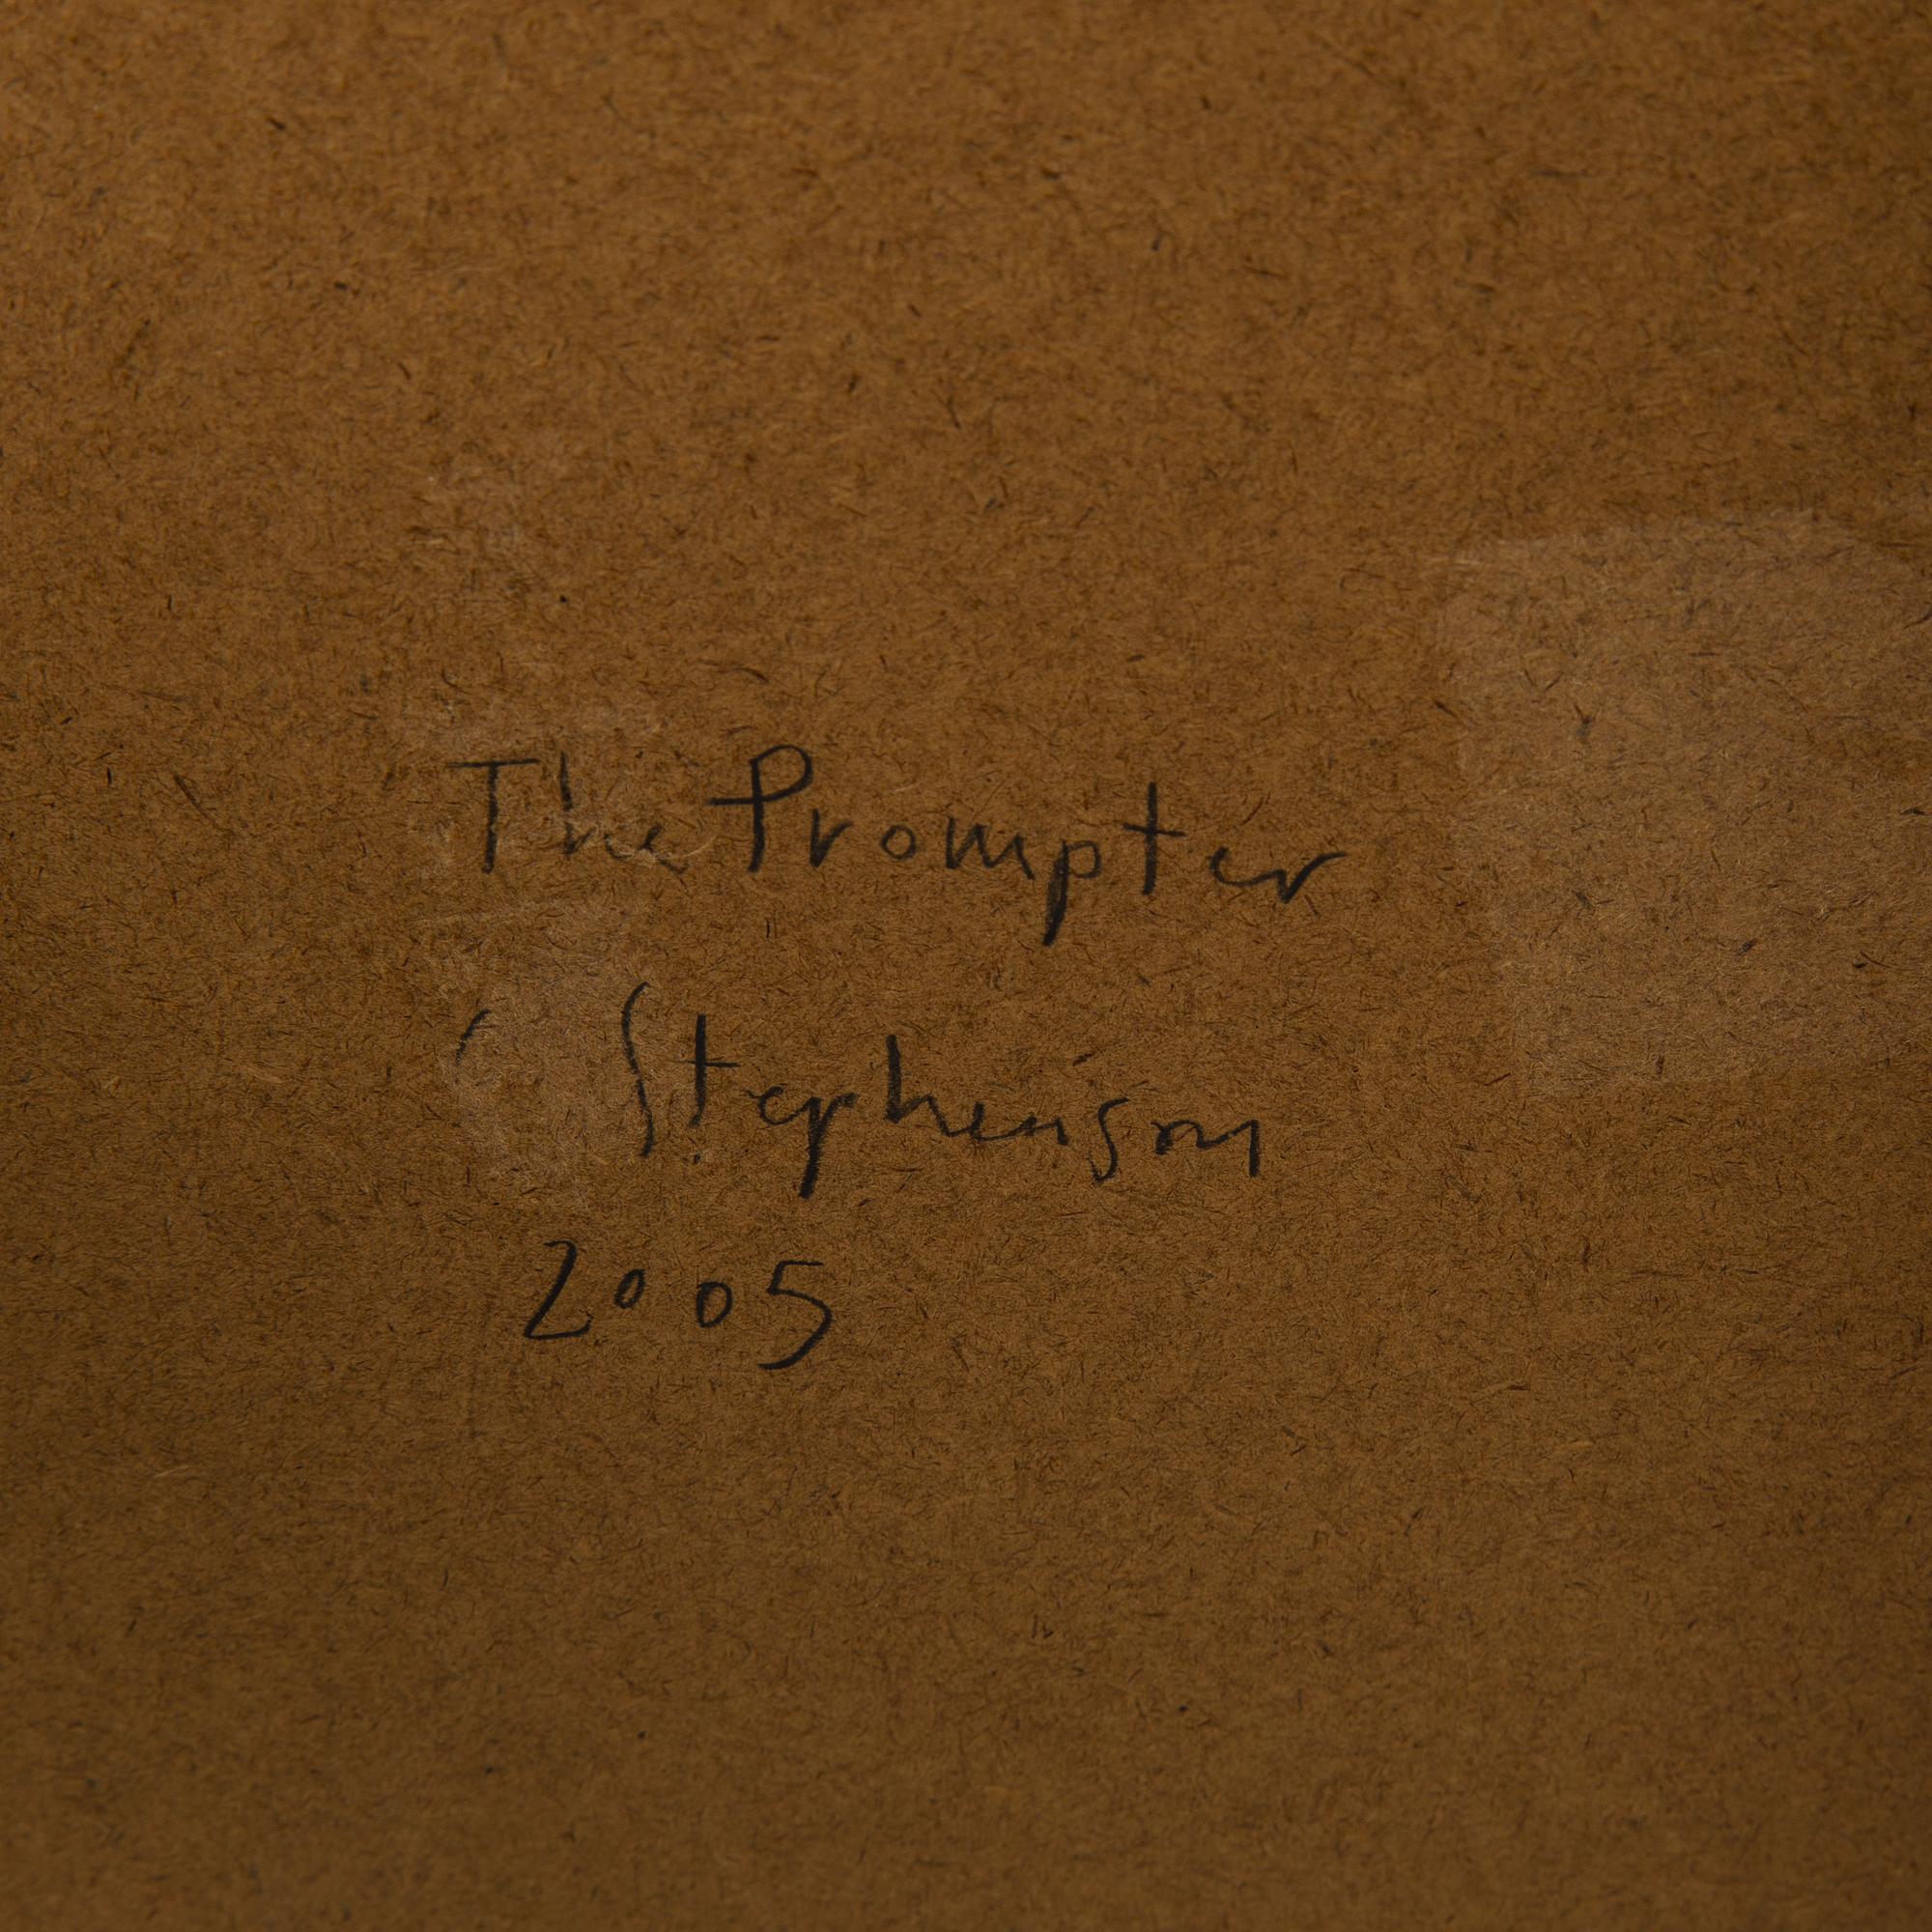 The Prompter
C Stephenson
2005